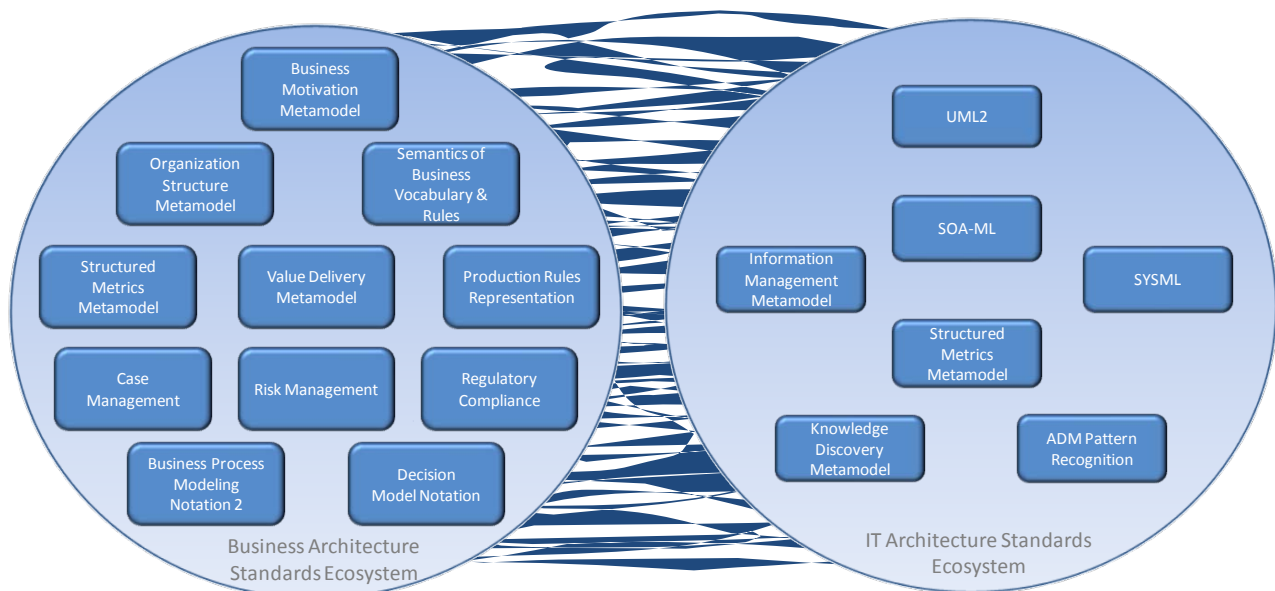 Business
Motivation
Metamodel
Organization
Structure
Metamodel
Semantics of
Business
Vocabulary &
Rules
Structured
Metrics
Metamodel
Value Delivery
Metamodel
Production Rules
Representation
Case
Management
Risk Management
Regulatory
Compliance
Business Process
Modeling
Notation 2
Decision
Model Notation
Business Architecture
Standards Ecosystem
UML2
SOA-ML
Information
Management
Metamodel
SYSML
Structured
Metrics
Metamodel
Knowledge
Discovery
Metamodel
ADM Pattern
Recognition
IT Architecture Standards
Ecosystem